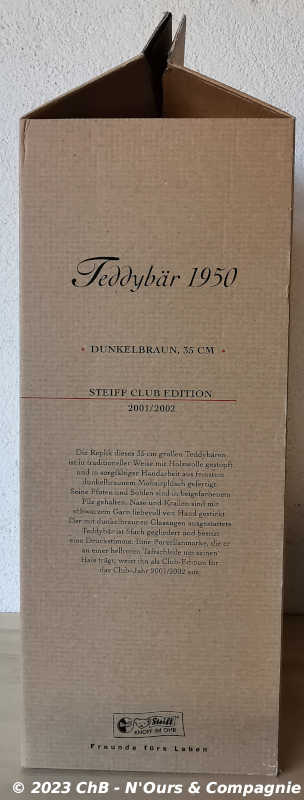 Teddybär 1950
• DUNKELBRAUN, 35 CM •
STEIFF CLUB EDITION
2001/2002
Die Replik dieses 35 cm großen Teddybären
ist in traditioneller Weise mit Holzwolle gestopft
und in sorgfältiger Handarbeit aus feinstem
dunkelbraunem Mohairplüsch gefertigt.
Seine Pfoten und Sohlen sind in beigefarbenem
Filz gehalten. Nase und Krallen sind mit
schwarzem Garn liebevoll von Hand gestickt.
Der mit dunkelbraunen Glasaugen ausgestattete
Teddybär ist 5fach gegliedert und besitzt
eine Druckstimme. Eine Porzellanmarke, die er
an einer hellroten Taftschleife um seinen
Hals trägt, weist ihn als Club-Edition für
das Club-Jahr 2001/2002 aus.
Steiff
KNOPF IM OHR
Freunde fürs Leben
© 2023 ChB - N'Ours & Compagnie